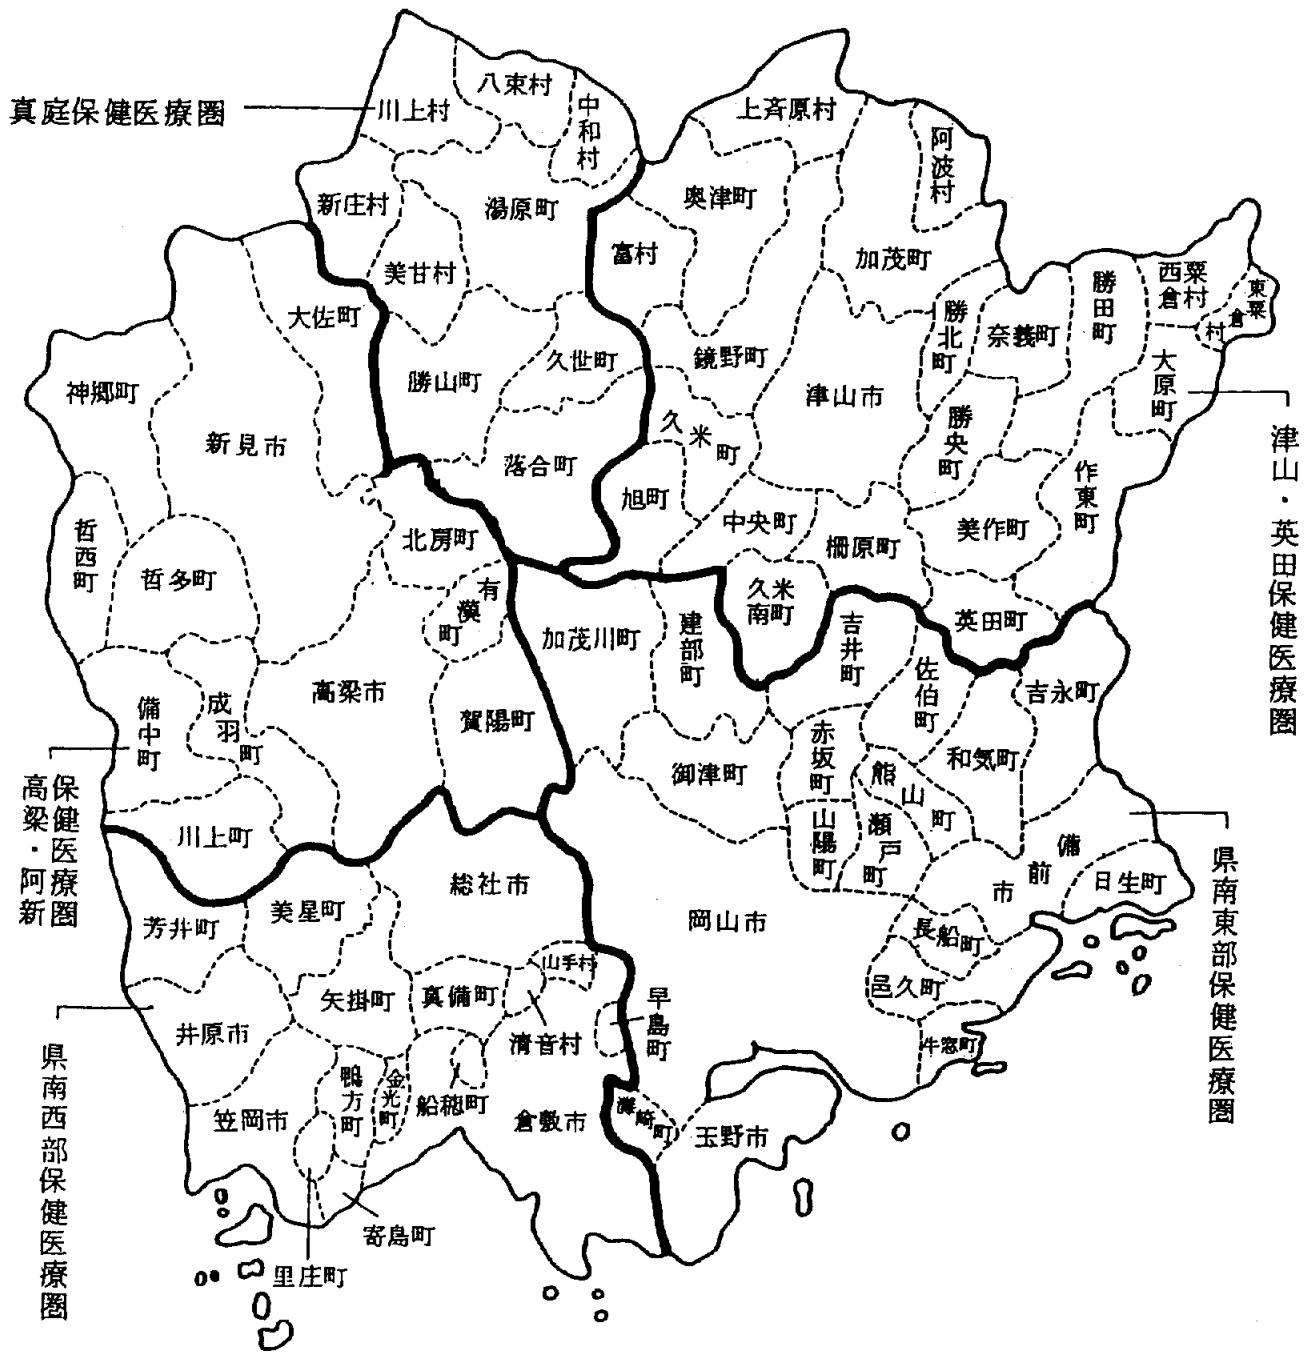 真庭保健医療圏
川上村
八束村
中和村
新庄村
湯原町
美甘村
勝山町
久世町
落合町
上斉原村
奥津町
富村
阿波村
加茂町
鏡野町
津山市
勝北町
奈義町
勝田町
西粟倉村
東粟倉村
大原町
勝央町
作東町
美作町
英田町
久米町
旭町
中央町
柵原町
久米南町
津山・英田保健医療圏
大佐町
神郷町
新見市
哲西町
哲多町
北房町
有漢町
高梁市
賀陽町
備中町
成羽町
川上町
高梁・阿新保健医療圏
加茂川町
建部町
吉井町
佐伯町
吉永町
和気町
御津町
赤坂町
熊山町
山陽町
瀬戸町
備前市
日生町
岡山市
長船町
邑久町
牛窓町
灘崎町
玉野市
県南東部保健医療圏
芳井町
美星町
総社市
山手村
井原市
矢掛町
真備町
清音村
早島町
笠岡市
鴨方町
金光町
船穂町
倉敷市
寄島町
里庄町
県南西部保健医療圏